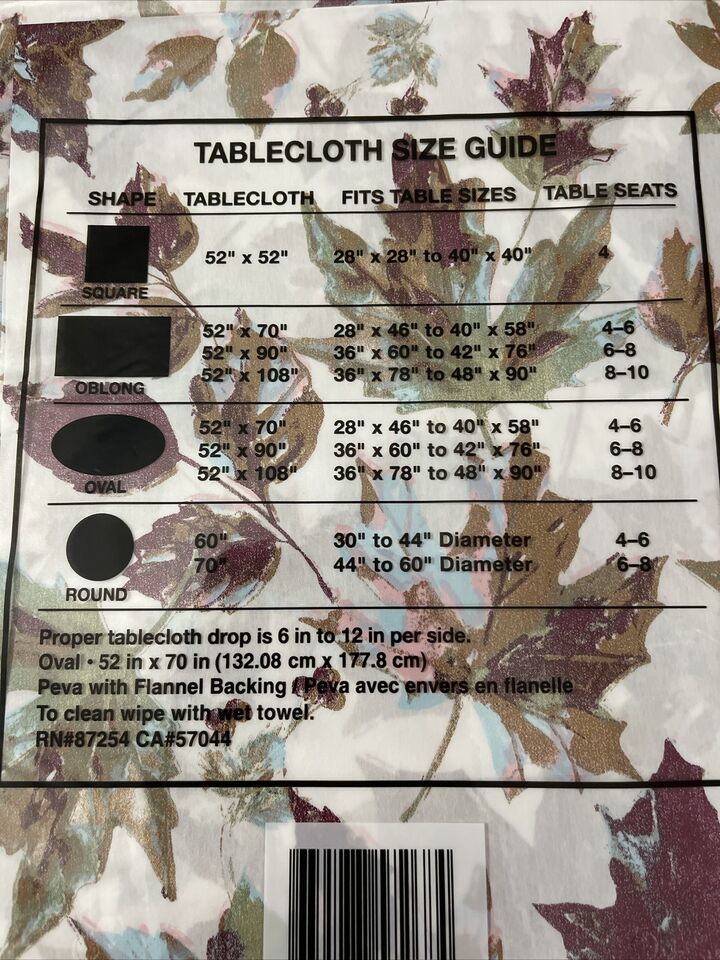 TABLECLOTH SIZE GUIDE
SHAPE TABLECLOTH FITS TABLE SIZES TABLE SEATS
52" x 52" 28" x 28" to 40" x 40" 4
SQUARE
52" x 70" 28" x 46" to 40" x 58" 4–6
52" x 90" 36" x 60" to 42" x 76" 6–8
52" x 108" 36" x 78" to 48" x 90" 8–10
OBLONG
52" x 70" 28" x 46" to 40" x 58" 4–6
52" x 90" 36" x 60" to 42" x 76" 6–8
52" x 108" 36" x 78" to 48" x 90" 8–10
OVAL
60" 30" to 44" Diameter 4–6
70" 44" to 60" Diameter 6–8
ROUND
Proper tablecloth drop is 6 in to 12 in per side.
Oval • 52 in x 70 in (132.08 cm x 177.8 cm)
Peva with Flannel Backing / Peva avec envers en flanelle
To clean wipe with wet towel.
RN#87254 CA#57044